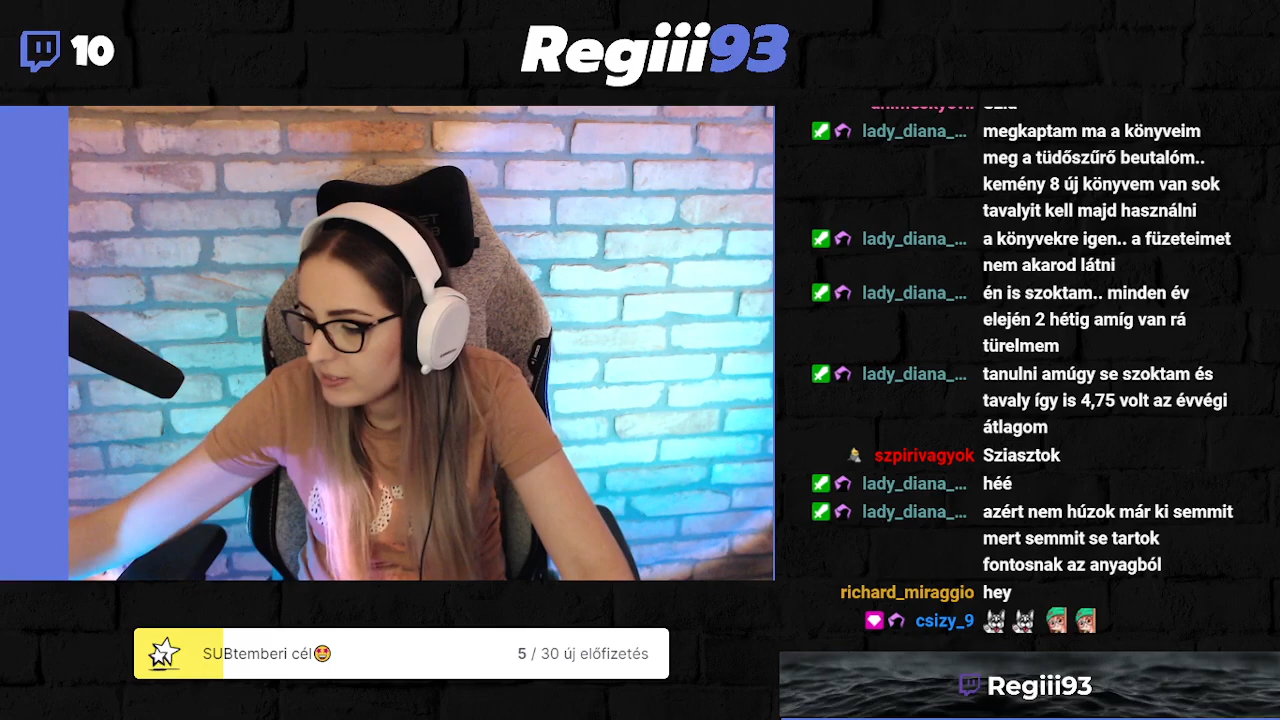 10
Regiii93
lady_diana_... megkaptam ma a könyveim
meg a tüdőszűrő beutalóm..
kemény 8 új könyvem van sok
tavalyit kell majd használni
lady_diana_... a könyvekre igen.. a füzeteimet
nem akarod látni
lady_diana_... én is szoktam.. minden év
elején 2 hétig amíg van rá
türelmem
lady_diana_... tanulni amúgy se szoktam és
tavaly így is 4,75 volt az évvégi
átlagom
szpirivagyok Sziasztok
lady_diana_... héé
lady_diana_... azért nem húzok már ki semmit
mert semmit se tartok
fontosnak az anyagból
richard_miraggio hey
csizy_9
SUBtemberi cél🤩 5 / 30 új előfizetés
Regiii93